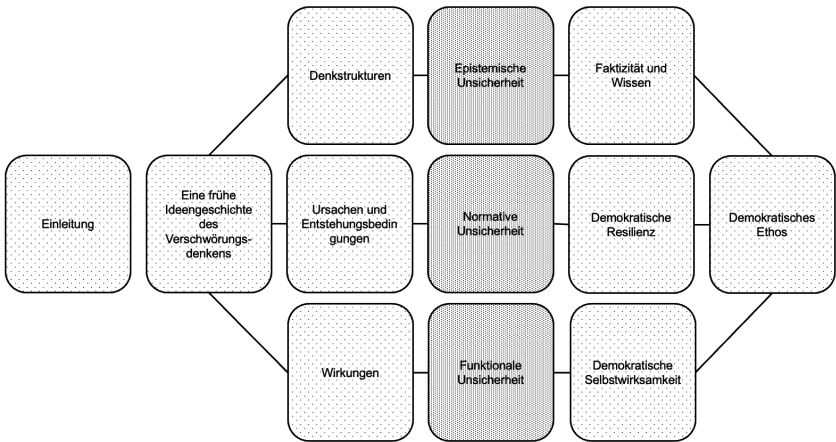 Denkstrukturen
Epistemische
Unsicherheit
Faktizität und
Wissen
Einleitung
Eine frühe
Ideengeschichte
des
Verschwörungs-
denkens
Ursachen und
Entstehungsbedin
gungen
Normative
Unsicherheit
Demokratische
Resilienz
Demokratisches
Ethos
Wirkungen
Funktionale
Unsicherheit
Demokratische
Selbstwirksamkeit